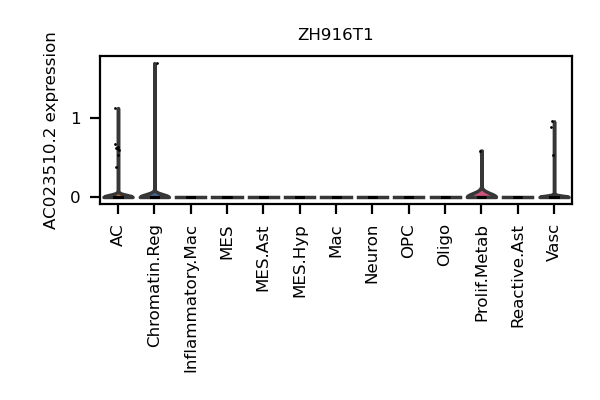 ZH916T1
AC023510.2 expression
1
0
AC
Chromatin.Reg
Inflammatory.Mac
MES
MES.Ast
MES.Hyp
Mac
Neuron
OPC
Oligo
Prolif.Metab
Reactive.Ast
Vasc